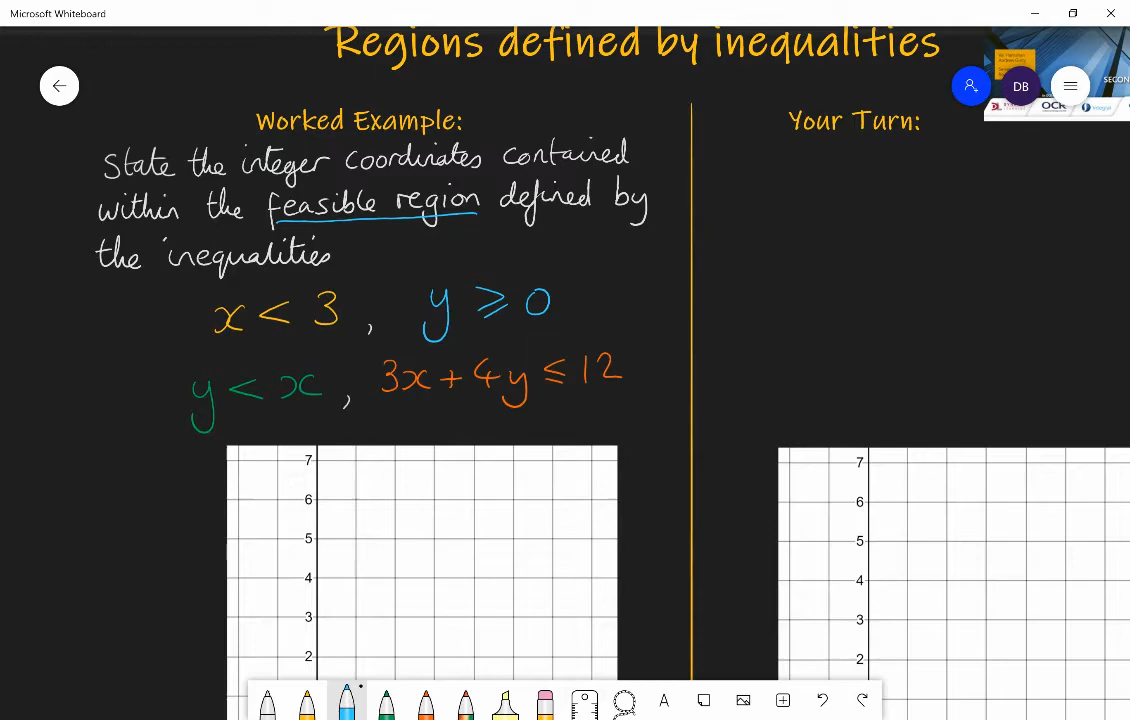 Microsoft Whiteboard
Regions defined by inequalities
DB
SECOND
OCR
integral
Worked Example:
Your Turn:
State the integer coordinates contained
within the feasible region defined by
the inequalities
x < 3, y ⩾ 0
y < x, 3x + 4y ≤ 12
7
6
5
4
3
2
7
6
5
4
3
2
A